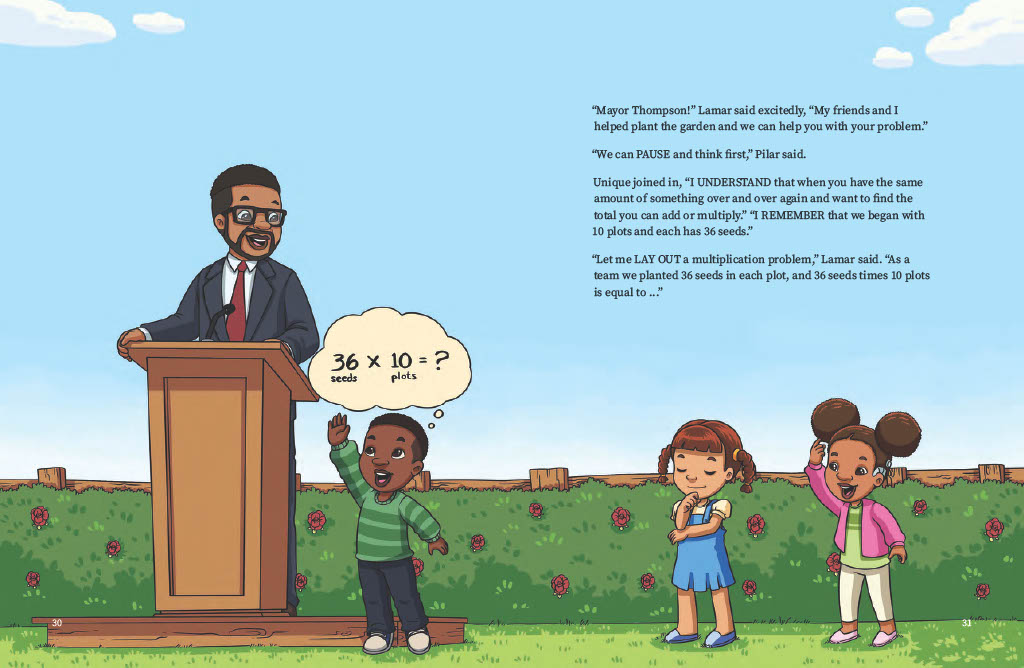 “Mayor Thompson!” Lamar said excitedly, “My friends and I
helped plant the garden and we can help you with your problem.”
“We can PAUSE and think first,” Pilar said.
Unique joined in, “I UNDERSTAND that when you have the same
amount of something over and over again and want to find the
total you can add or multiply.” “I REMEMBER that we began with
10 plots and each has 36 seeds.”
“Let me LAY OUT a multiplication problem,” Lamar said. “As a
team we planted 36 seeds in each plot, and 36 seeds times 10 plots
is equal to ...”
36 x 10 = ?
seeds plots
30
31